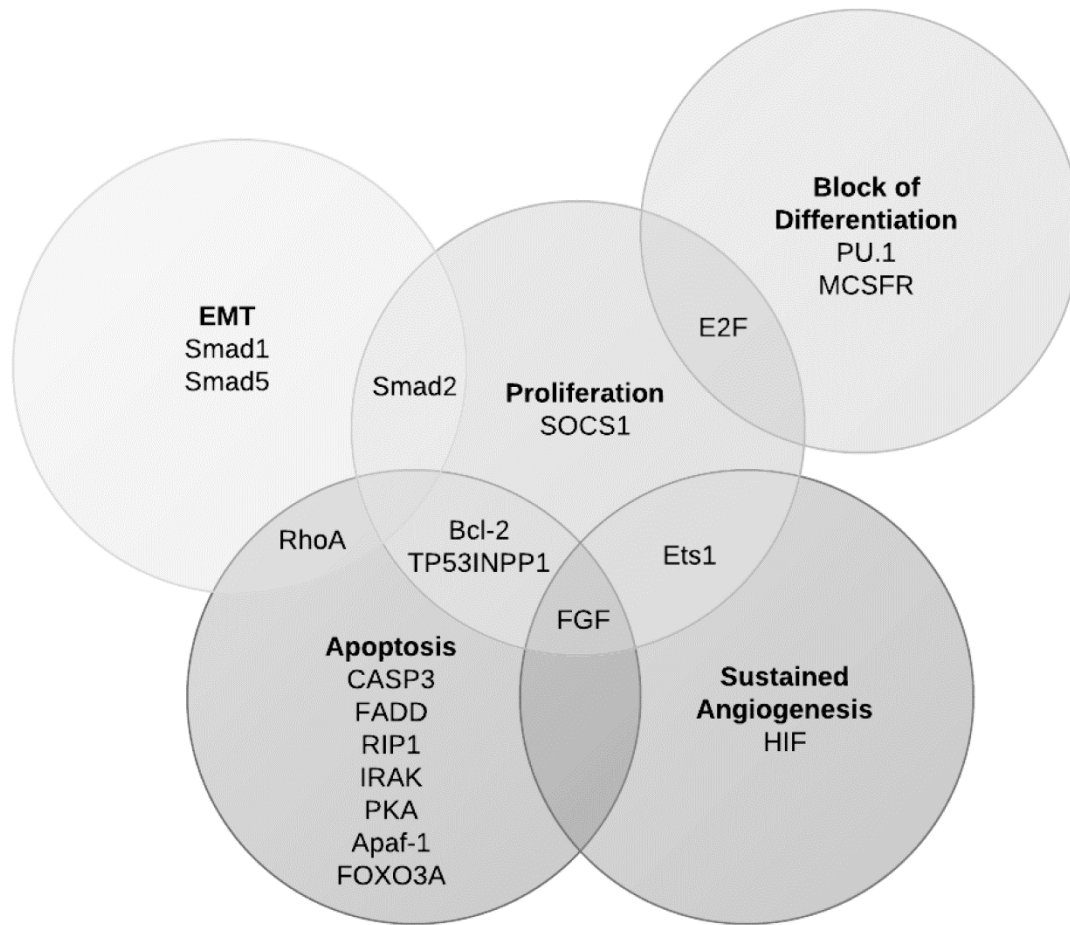 Block of
Differentiation
PU.1
MCSFR
E2F
EMT
Smad1
Smad5
Smad2
Proliferation
SOCS1
RhoA
Bcl-2
TP53INPP1
Ets1
FGF
Apoptosis
CASP3
FADD
RIP1
IRAK
PKA
Apaf-1
FOXO3A
Sustained
Angiogenesis
HIF